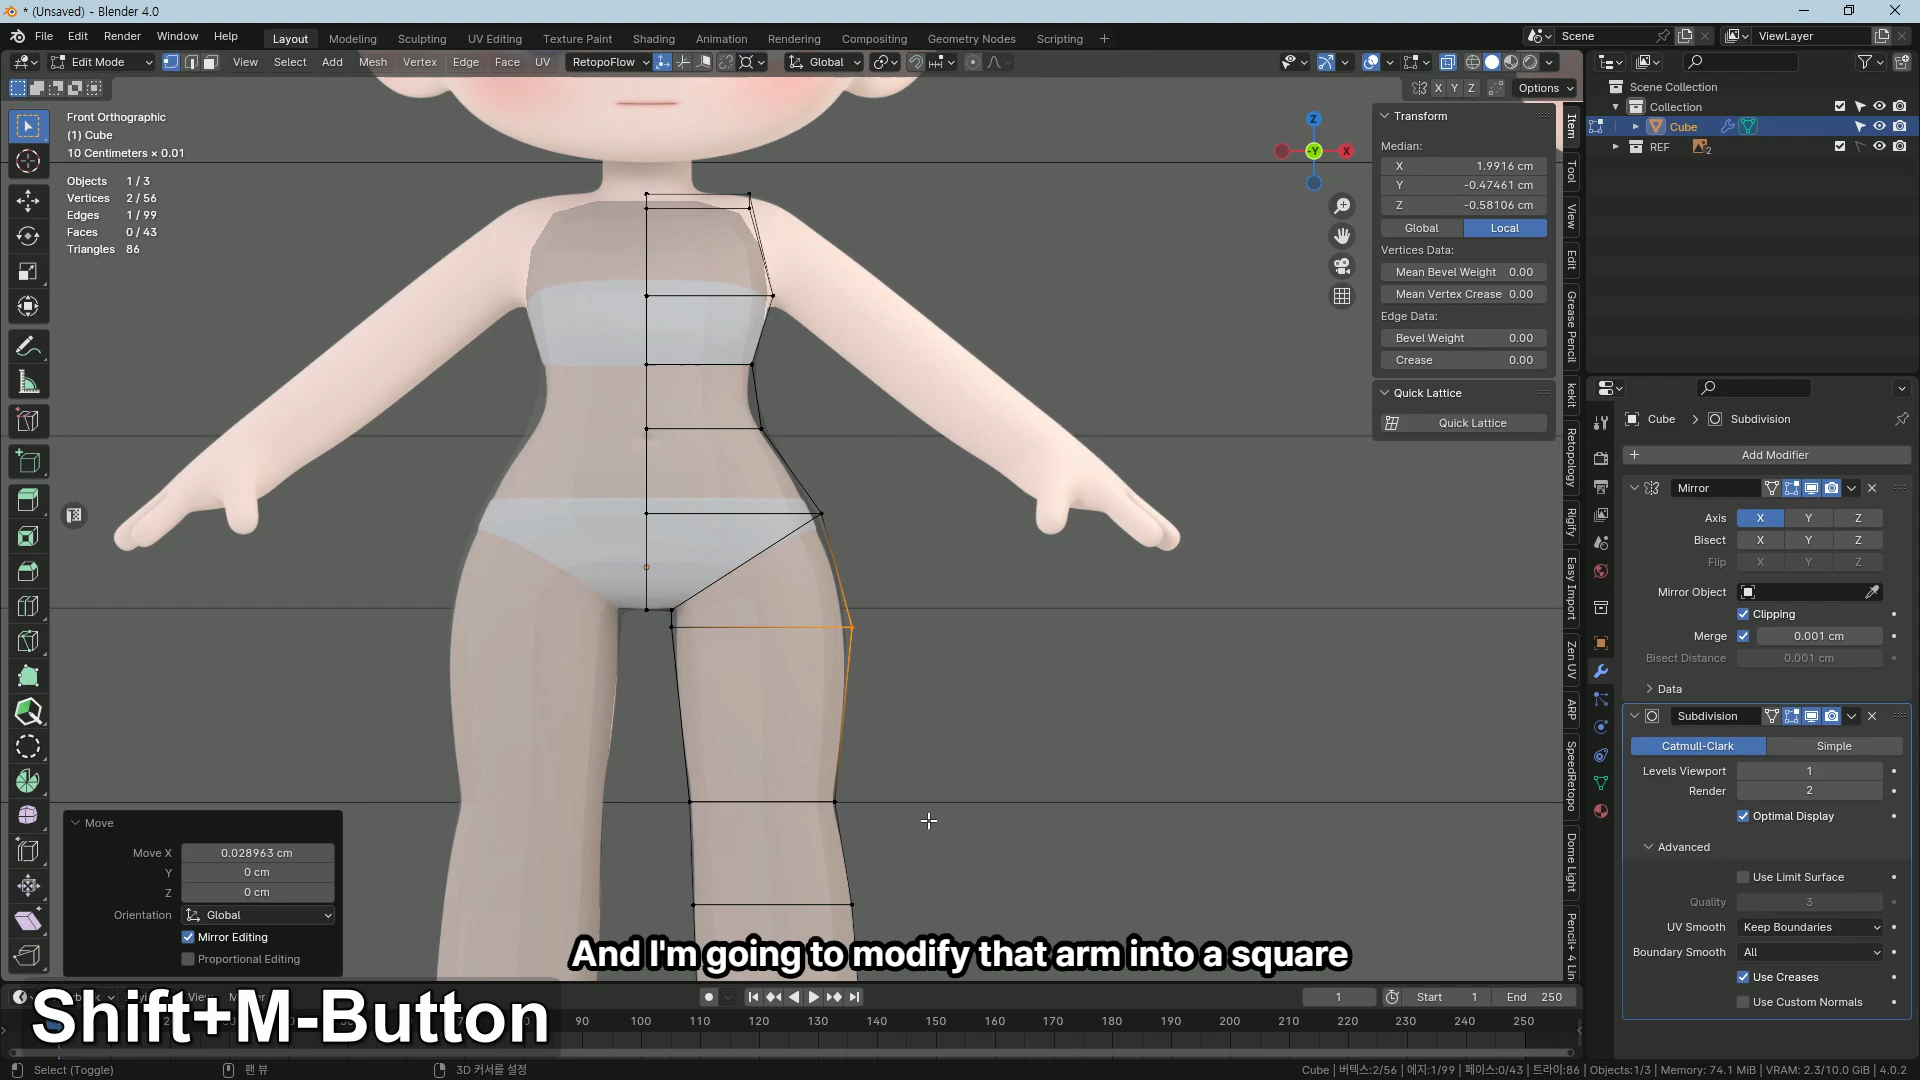 * (Unsaved) - Blender 4.0
File Edit Render Window Help
Layout Modeling Sculpting UV Editing Texture Paint Shading Animation Rendering Compositing Geometry Nodes Scripting +
Scene
ViewLayer
Edit Mode View Select Add Mesh Vertex Edge Face UV RetopoFlow Global
X Y Z Options
Front Orthographic
(1) Cube
10 Centimeters × 0.01
Objects 1 / 3
Vertices 2 / 56
Edges 1 / 99
Faces 0 / 43
Triangles 86
Z
-Y
X
Transform
Median:
X 1.9916 cm
Y -0.47461 cm
Z -0.58106 cm
Global Local
Vertices Data:
Mean Bevel Weight 0.00
Mean Vertex Crease 0.00
Edge Data:
Bevel Weight 0.00
Crease 0.00
Quick Lattice
Quick Lattice
Item
Tool
View
Edit
Grease Pencil
kekit
Retopology
Rigify
Easy Import
Zen UV
ARP
SpeedRetopo
Dome Light
Pencil+ 4 Lin
Scene Collection
Collection
Cube
REF 2
Cube > Subdivision
+ Add Modifier
Mirror
Axis X Y Z
Bisect X Y Z
Flip X Y Z
Mirror Object
Clipping
Merge 0.001 cm
Bisect Distance 0.001 cm
Data
Subdivision
Catmull-Clark Simple
Levels Viewport 1
Render 2
Optimal Display
Advanced
Use Limit Surface
Quality 3
UV Smooth Keep Boundaries
Boundary Smooth All
Use Creases
Use Custom Normals
Move
Move X 0.028963 cm
Y 0 cm
Z 0 cm
Orientation Global
Mirror Editing
Proportional Editing
And I'm going to modify that arm into a square
Shift+M-Button
1 Start 1 End 250
90 100 110 120 130 140 150 160 170 180 190 200 210 220 230 240 250
Select (Toggle) 팬 뷰 3D 커서를 설정
Cube | 버텍스:2/56 | 에지:1/99 | 페이스:0/43 | 트라이:86 | Objects:1/3 | Memory: 74.1 MiB | VRAM: 2.3/10.0 GiB | 4.0.2